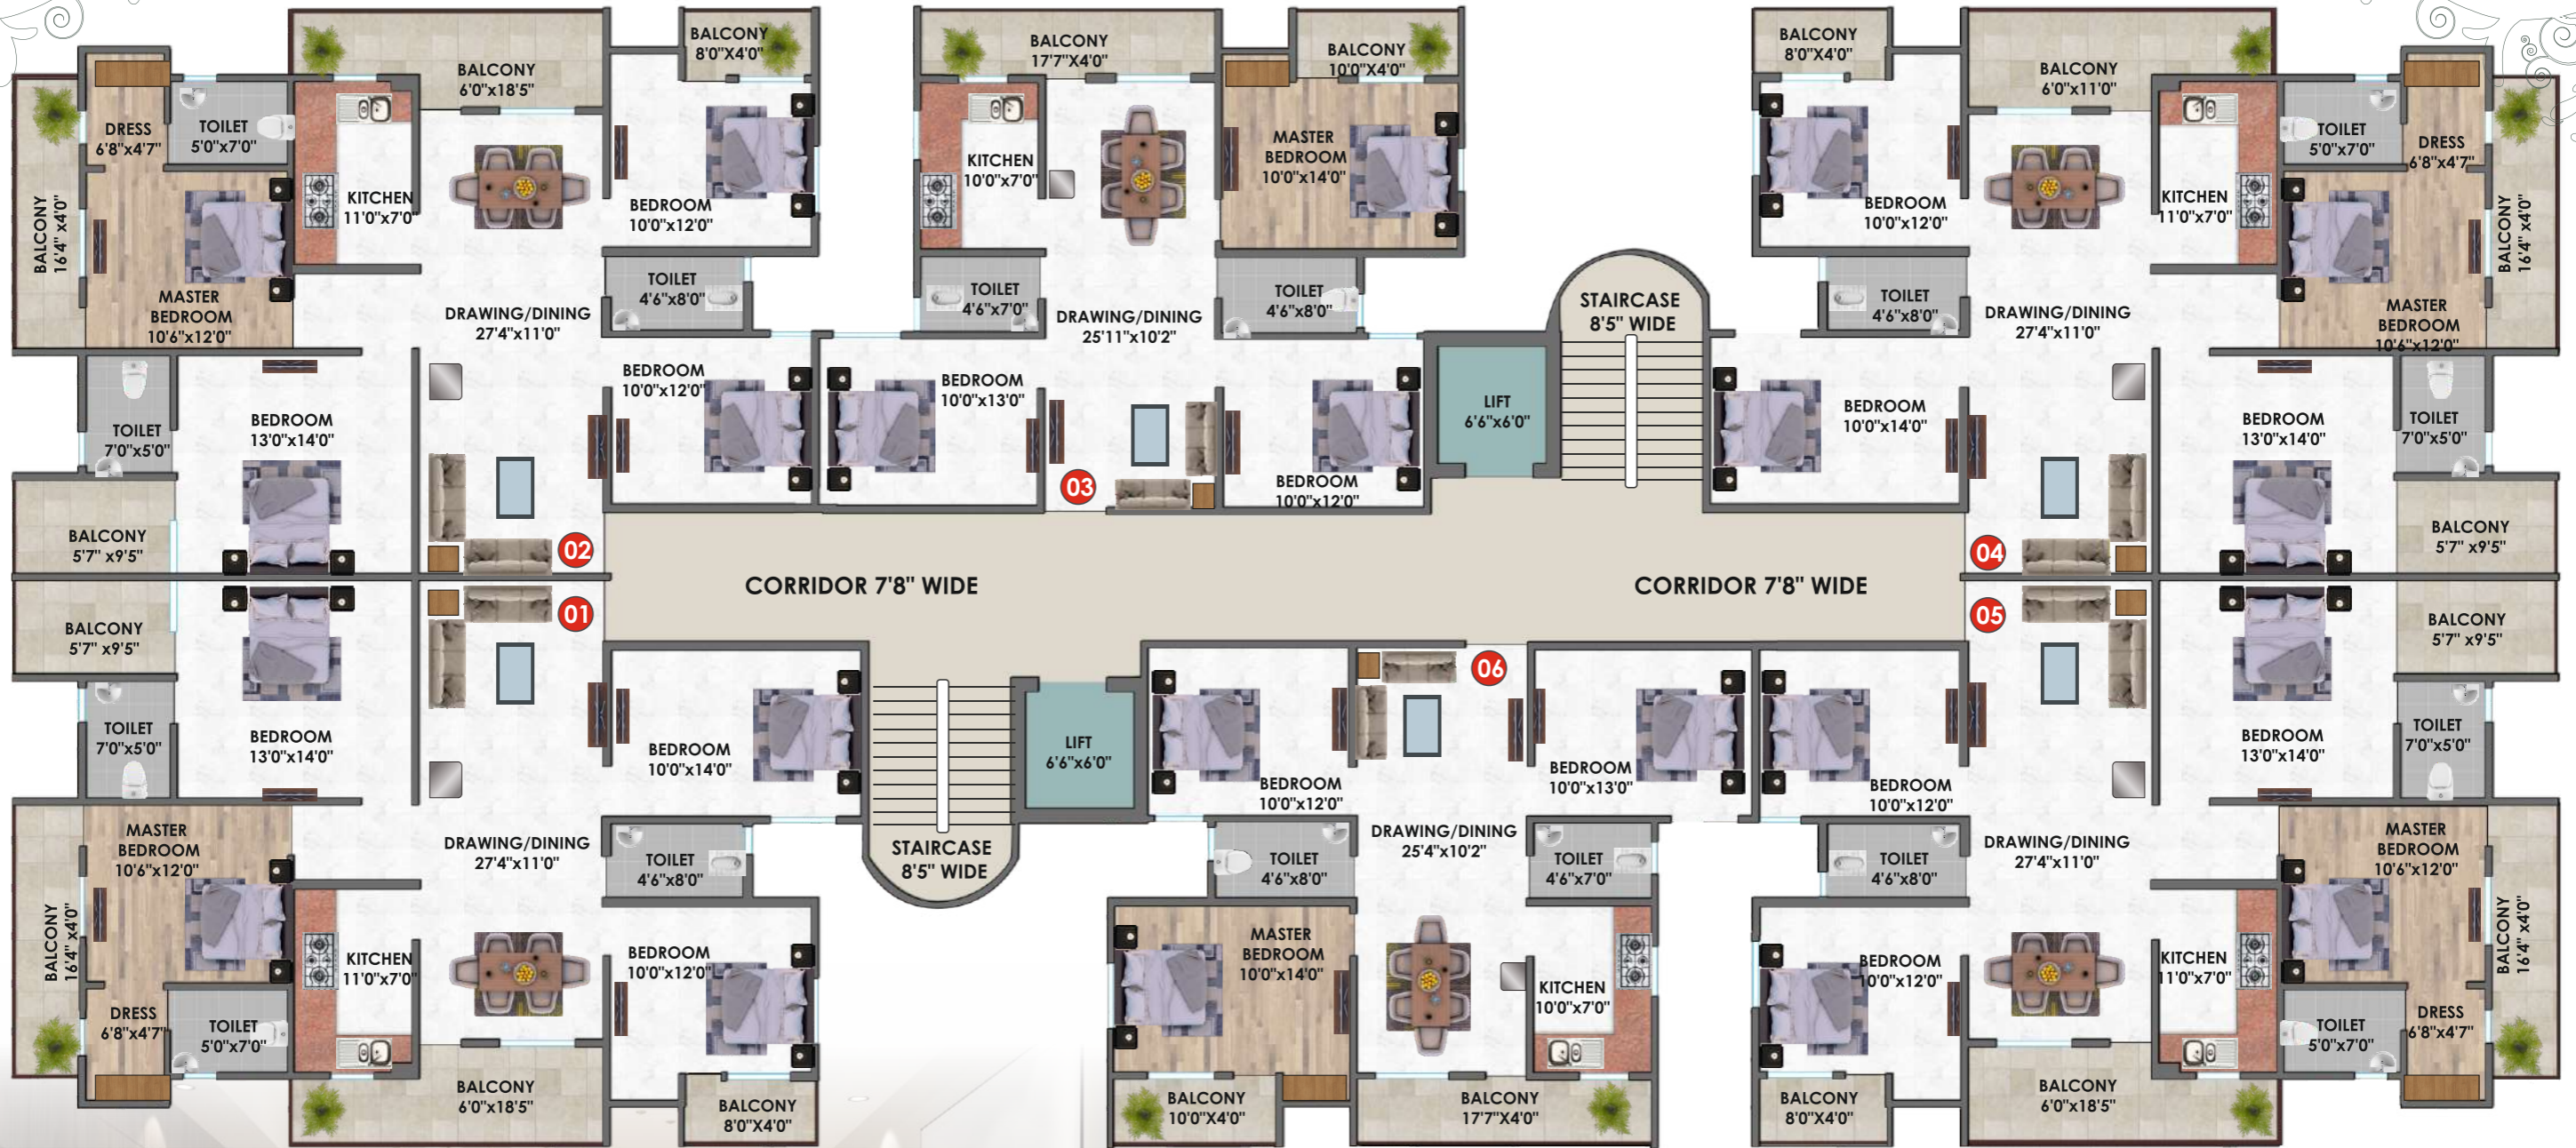 BALCONY
6'0"x18'5"
BALCONY
8'0"X4'0"
DRESS
6'8"x4'7"
TOILET
5'0"x7'0"
KITCHEN
11'0"x7'0"
BALCONY
16'4" x4'0"
MASTER
BEDROOM
10'6"x12'0"
BEDROOM
10'0"x12'0"
TOILET
4'6"x8'0"
DRAWING/DINING
27'4"x11'0"
BEDROOM
10'0"x12'0"
TOILET
7'0"x5'0"
BEDROOM
13'0"x14'0"
BALCONY
5'7" x9'5"
02
BALCONY
17'7"X4'0"
BALCONY
10'0"X4'0"
KITCHEN
10'0"x7'0"
MASTER
BEDROOM
10'0"x14'0"
TOILET
4'6"x7'0"
DRAWING/DINING
25'11"x10'2"
TOILET
4'6"x8'0"
BEDROOM
10'0"x13'0"
03
BEDROOM
10'0"x12'0"
LIFT
6'6"x6'0"
STAIRCASE
8'5" WIDE
BALCONY
8'0"X4'0"
BALCONY
6'0"x11'0"
TOILET
5'0"x7'0"
DRESS
6'8"x4'7"
BEDROOM
10'0"x12'0"
KITCHEN
11'0"x7'0"
BALCONY
16'4" x4'0"
TOILET
4'6"x8'0"
DRAWING/DINING
27'4"x11'0"
MASTER
BEDROOM
10'6"x12'0"
BEDROOM
10'0"x14'0"
BEDROOM
13'0"x14'0"
TOILET
7'0"x5'0"
04
BALCONY
5'7" x9'5"
CORRIDOR 7'8" WIDE
CORRIDOR 7'8" WIDE
01
BALCONY
5'7" x9'5"
TOILET
7'0"x5'0"
BEDROOM
13'0"x14'0"
BEDROOM
10'0"x14'0"
MASTER
BEDROOM
10'6"x12'0"
DRAWING/DINING
27'4"x11'0"
TOILET
4'6"x8'0"
BALCONY
16'4" x4'0"
KITCHEN
11'0"x7'0"
BEDROOM
10'0"x12'0"
DRESS
6'8"x4'7"
TOILET
5'0"x7'0"
BALCONY
6'0"x18'5"
BALCONY
8'0"X4'0"
STAIRCASE
8'5" WIDE
LIFT
6'6"x6'0"
06
BEDROOM
10'0"x12'0"
BEDROOM
10'0"x13'0"
DRAWING/DINING
25'4"x10'2"
TOILET
4'6"x8'0"
TOILET
4'6"x7'0"
MASTER
BEDROOM
10'0"x14'0"
KITCHEN
10'0"x7'0"
BALCONY
10'0"X4'0"
BALCONY
17'7"X4'0"
05
BALCONY
5'7" x9'5"
BEDROOM
13'0"x14'0"
TOILET
7'0"x5'0"
BEDROOM
10'0"x12'0"
DRAWING/DINING
27'4"x11'0"
TOILET
4'6"x8'0"
MASTER
BEDROOM
10'6"x12'0"
BEDROOM
10'0"x12'0"
KITCHEN
11'0"x7'0"
BALCONY
16'4" x4'0"
TOILET
5'0"x7'0"
DRESS
6'8"x4'7"
BALCONY
8'0"X4'0"
BALCONY
6'0"x18'5"